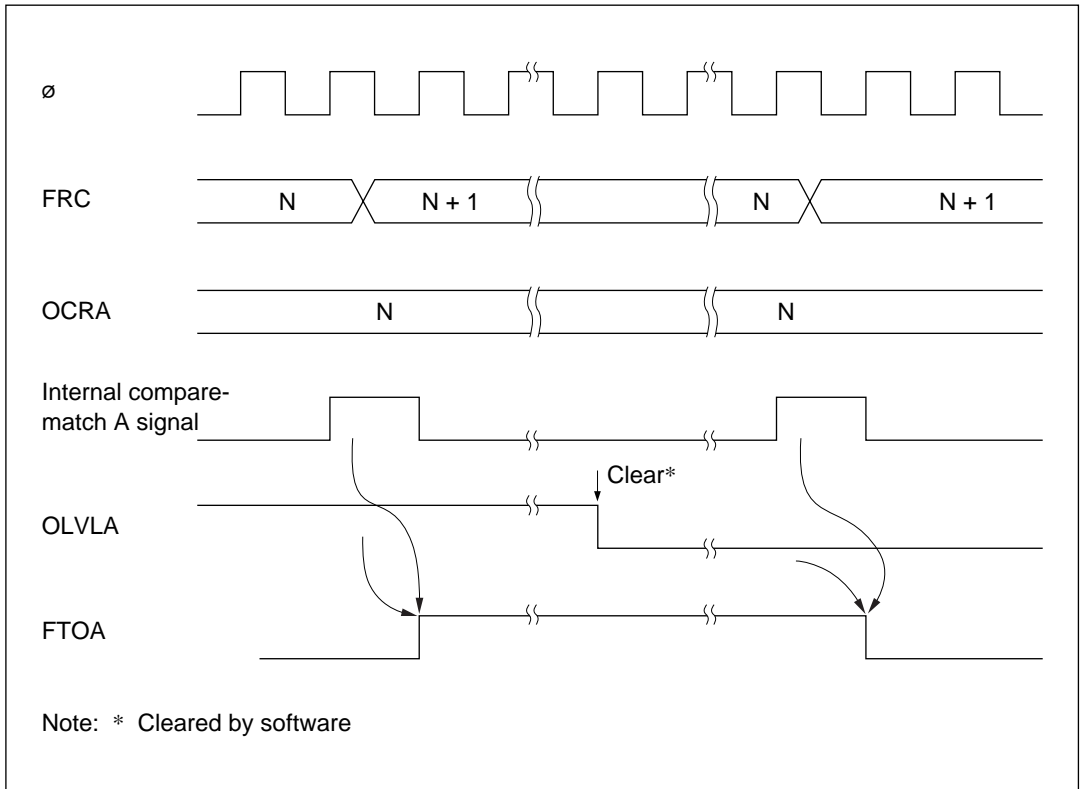 ø
FRC
N
N + 1
N
N + 1
OCRA
N
N
Internal compare-
match A signal
Clear*
OLVLA
FTOA
Note: * Cleared by software